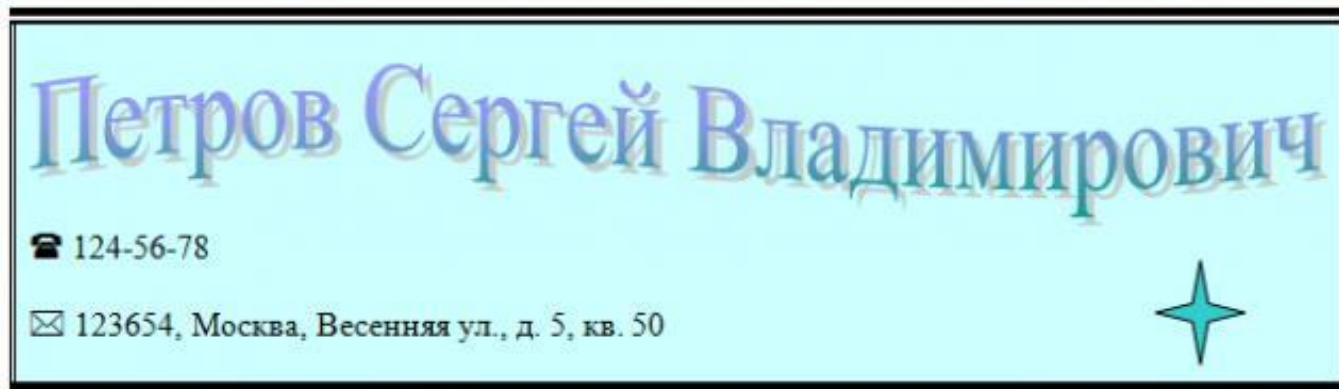 Петров Сергей Владимирович
☎ 124-56-78
✉ 123654, Москва, Весенняя ул., д. 5, кв. 50